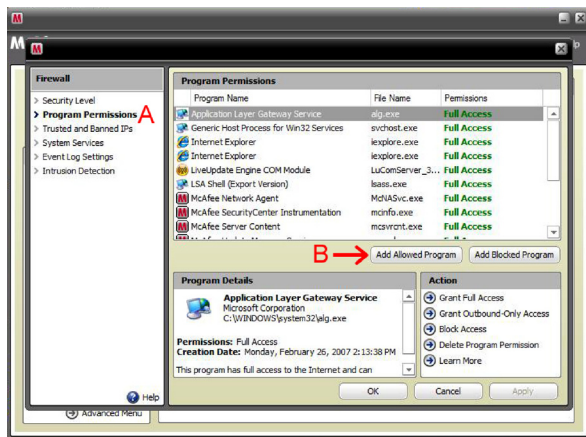 Firewall
Security Level
Program Permissions
A
Trusted and Banned IPs
System Services
Event Log Settings
Intrusion Detection
Help
Program Permissions
Program Name File Name Permissions
Application Layer Gateway Service alg.exe Full Access
Generic Host Process for Win32 Services svchost.exe Full Access
Internet Explorer iexplore.exe Full Access
Internet Explorer iexplore.exe Full Access
LiveUpdate Engine COM Module LuComServer_3... Full Access
LSA Shell (Export Version) lsass.exe Full Access
McAfee Network Agent McNASvc.exe Full Access
McAfee SecurityCenter Instrumentation mcinfo.exe Full Access
McAfee Server Content mcsvrcnt.exe Full Access
B
Add Allowed Program Add Blocked Program
Program Details
Application Layer Gateway Service
Microsoft Corporation
C:\WINDOWS\system32\alg.exe
Permissions: Full Access
Creation Date: Monday, February 26, 2007 2:13:38 PM
This program has full access to the Internet and can
Action
Grant Full Access
Grant Outbound-Only Access
Block Access
Delete Program Permission
Learn More
OK Cancel Apply
Advanced Menu